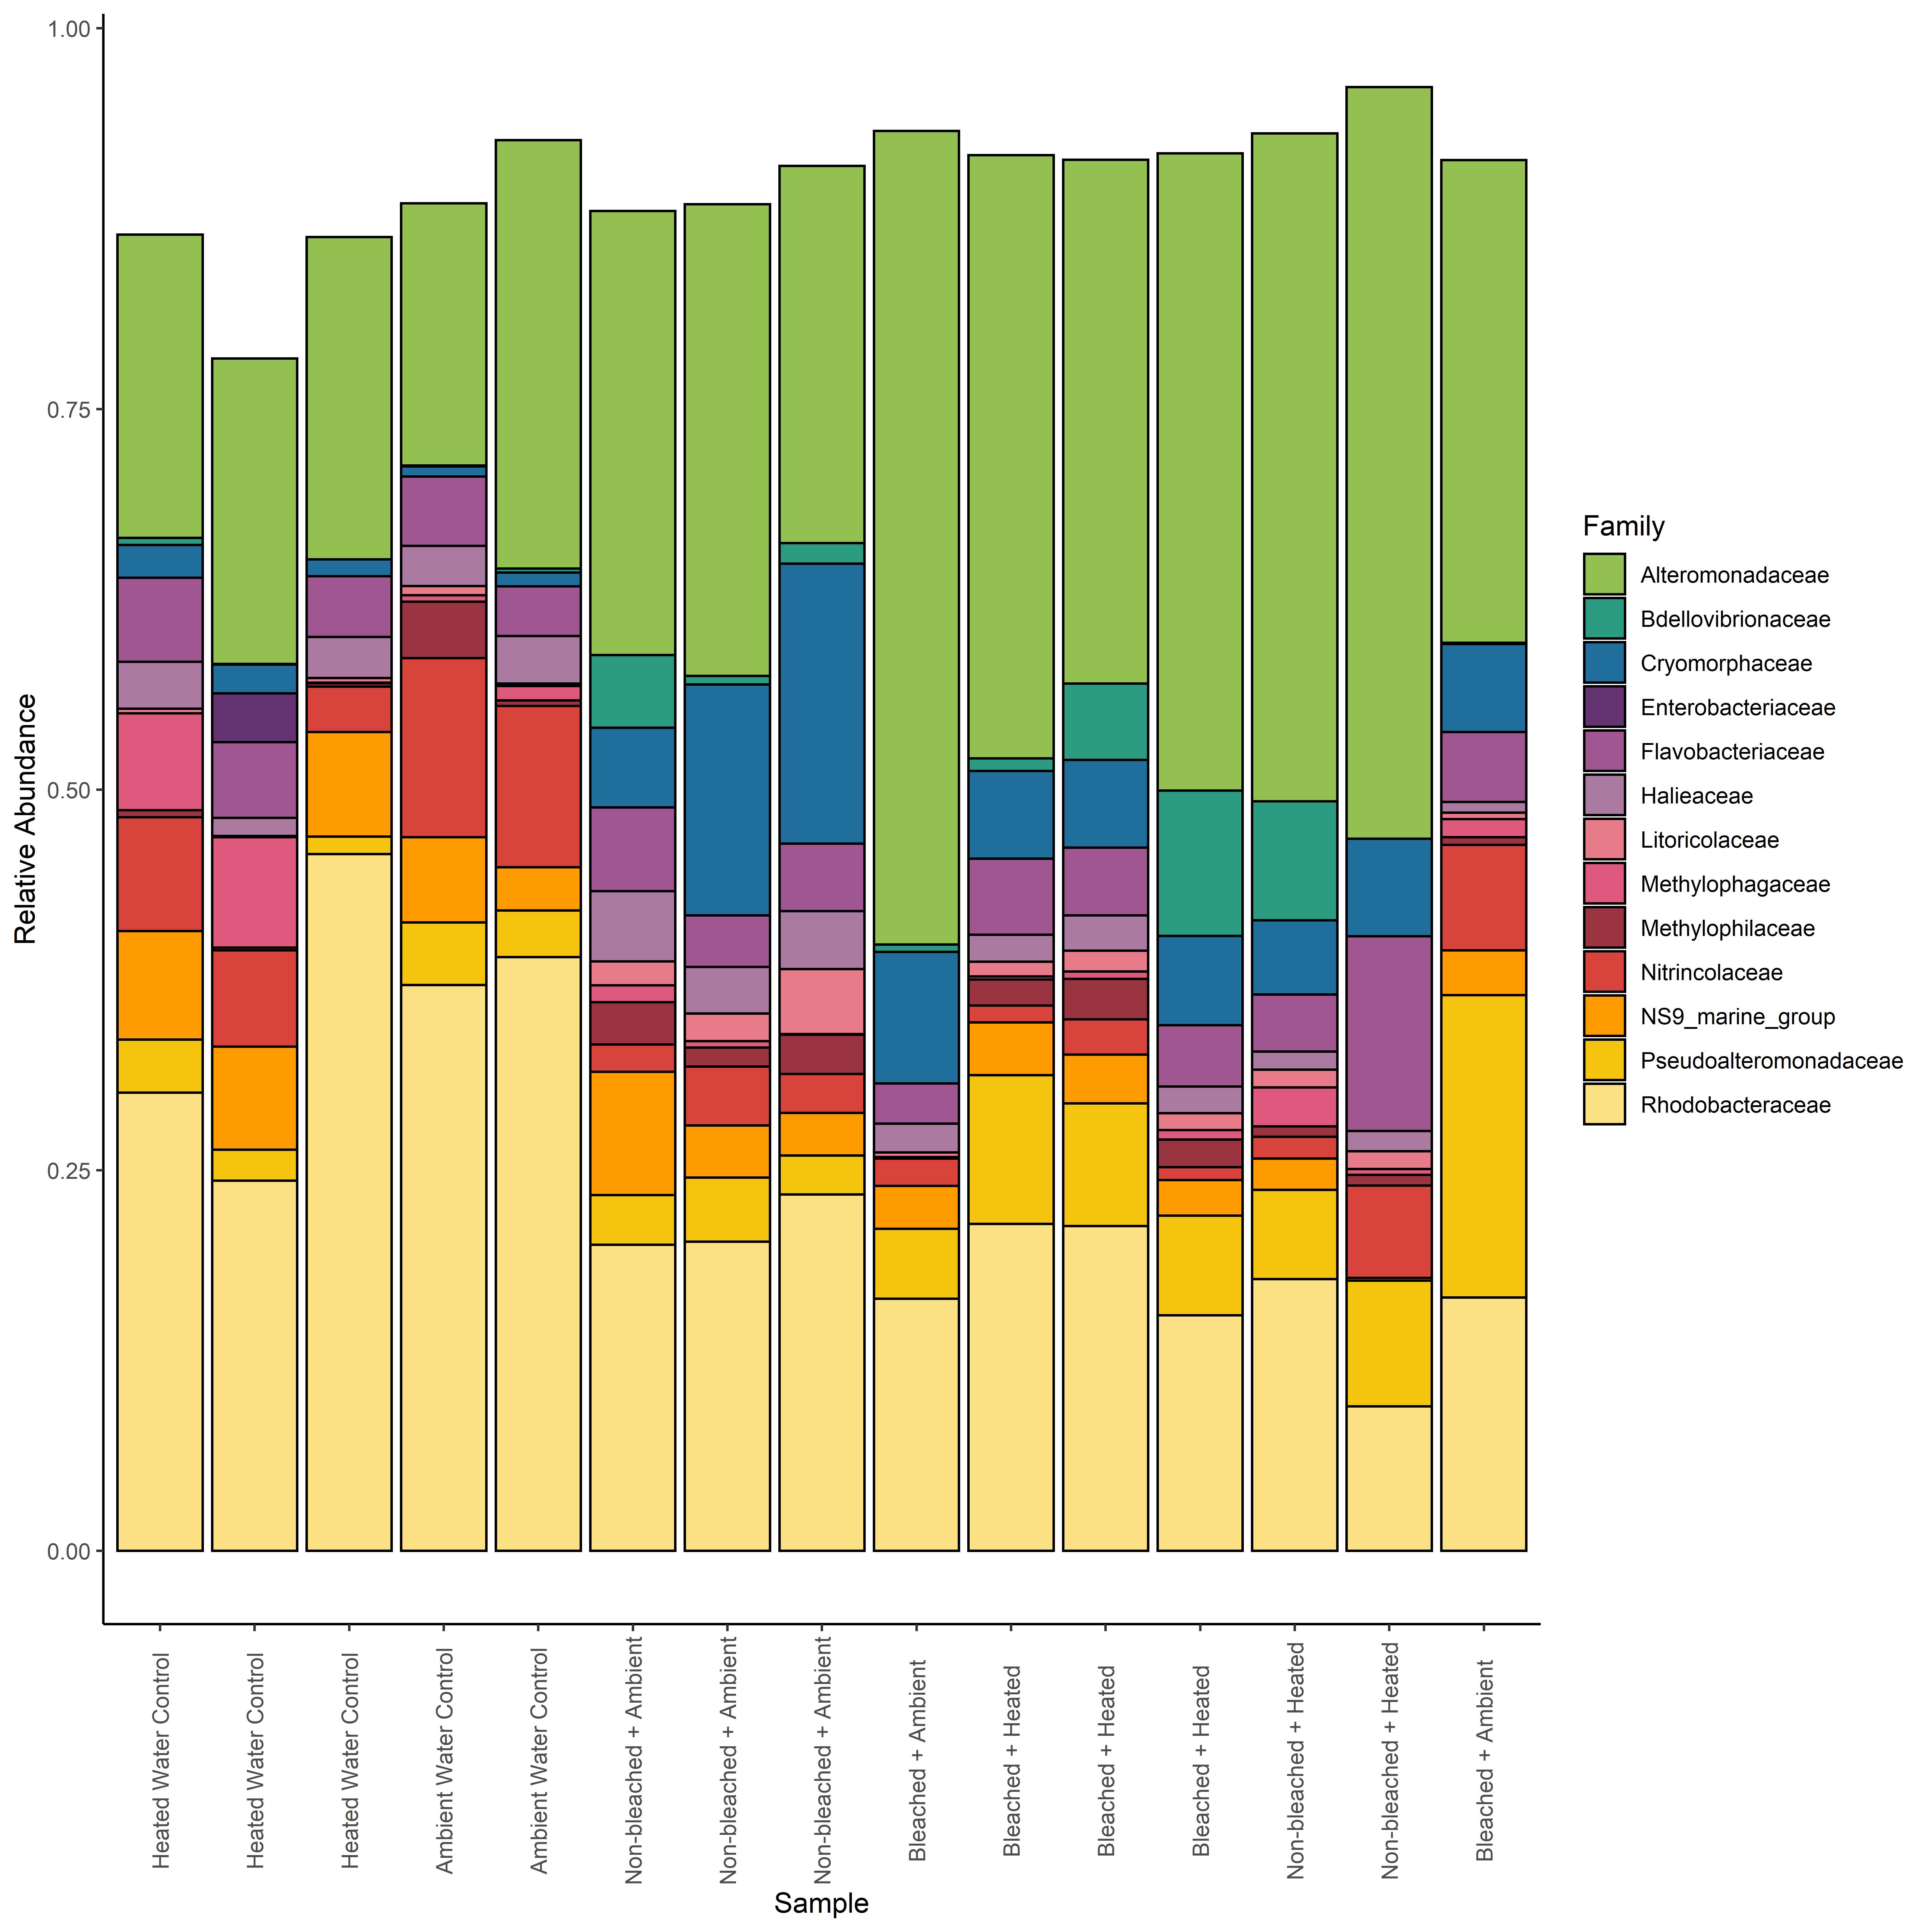 1.00
0.75
0.50
0.25
0.00
Relative Abundance
Heated Water Control
Heated Water Control
Heated Water Control
Ambient Water Control
Ambient Water Control
Non-bleached + Ambient
Non-bleached + Ambient
Non-bleached + Ambient
Bleached + Ambient
Bleached + Heated
Bleached + Heated
Bleached + Heated
Non-bleached + Heated
Non-bleached + Heated
Bleached + Ambient
Sample
Family
Alteromonadaceae
Bdellovibrionaceae
Cryomorphaceae
Enterobacteriaceae
Flavobacteriaceae
Halieaceae
Litoricolaceae
Methylophagaceae
Methylophilaceae
Nitrincolaceae
NS9_marine_group
Pseudoalteromonadaceae
Rhodobacteraceae